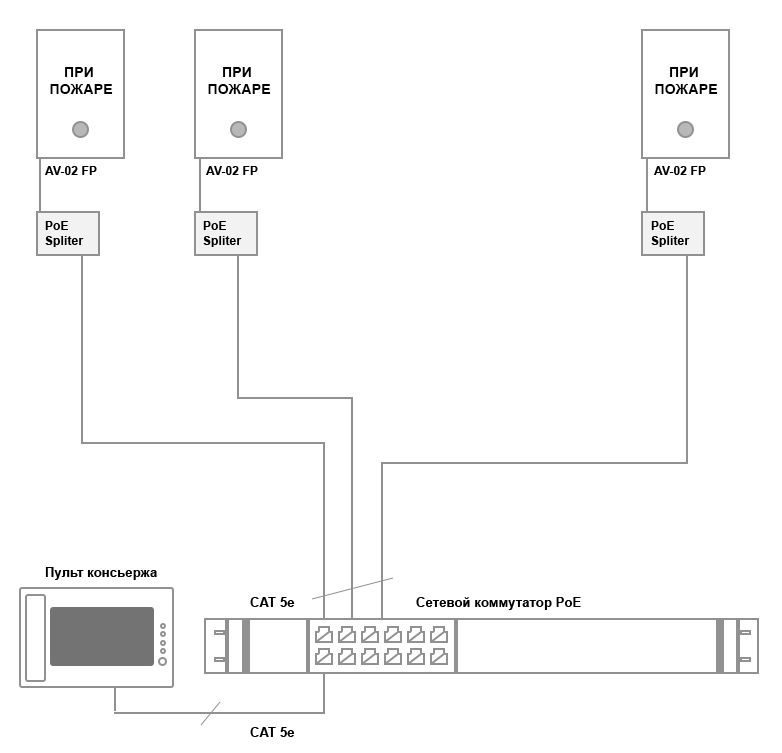 ПРИ
ПОЖАРЕ
ПРИ
ПОЖАРЕ
ПРИ
ПОЖАРЕ
AV-02 FP
AV-02 FP
AV-02 FP
PoE
Spliter
PoE
Spliter
PoE
Spliter
Пульт консьержа
CAT 5e
Сетевой коммутатор PoE
CAT 5e